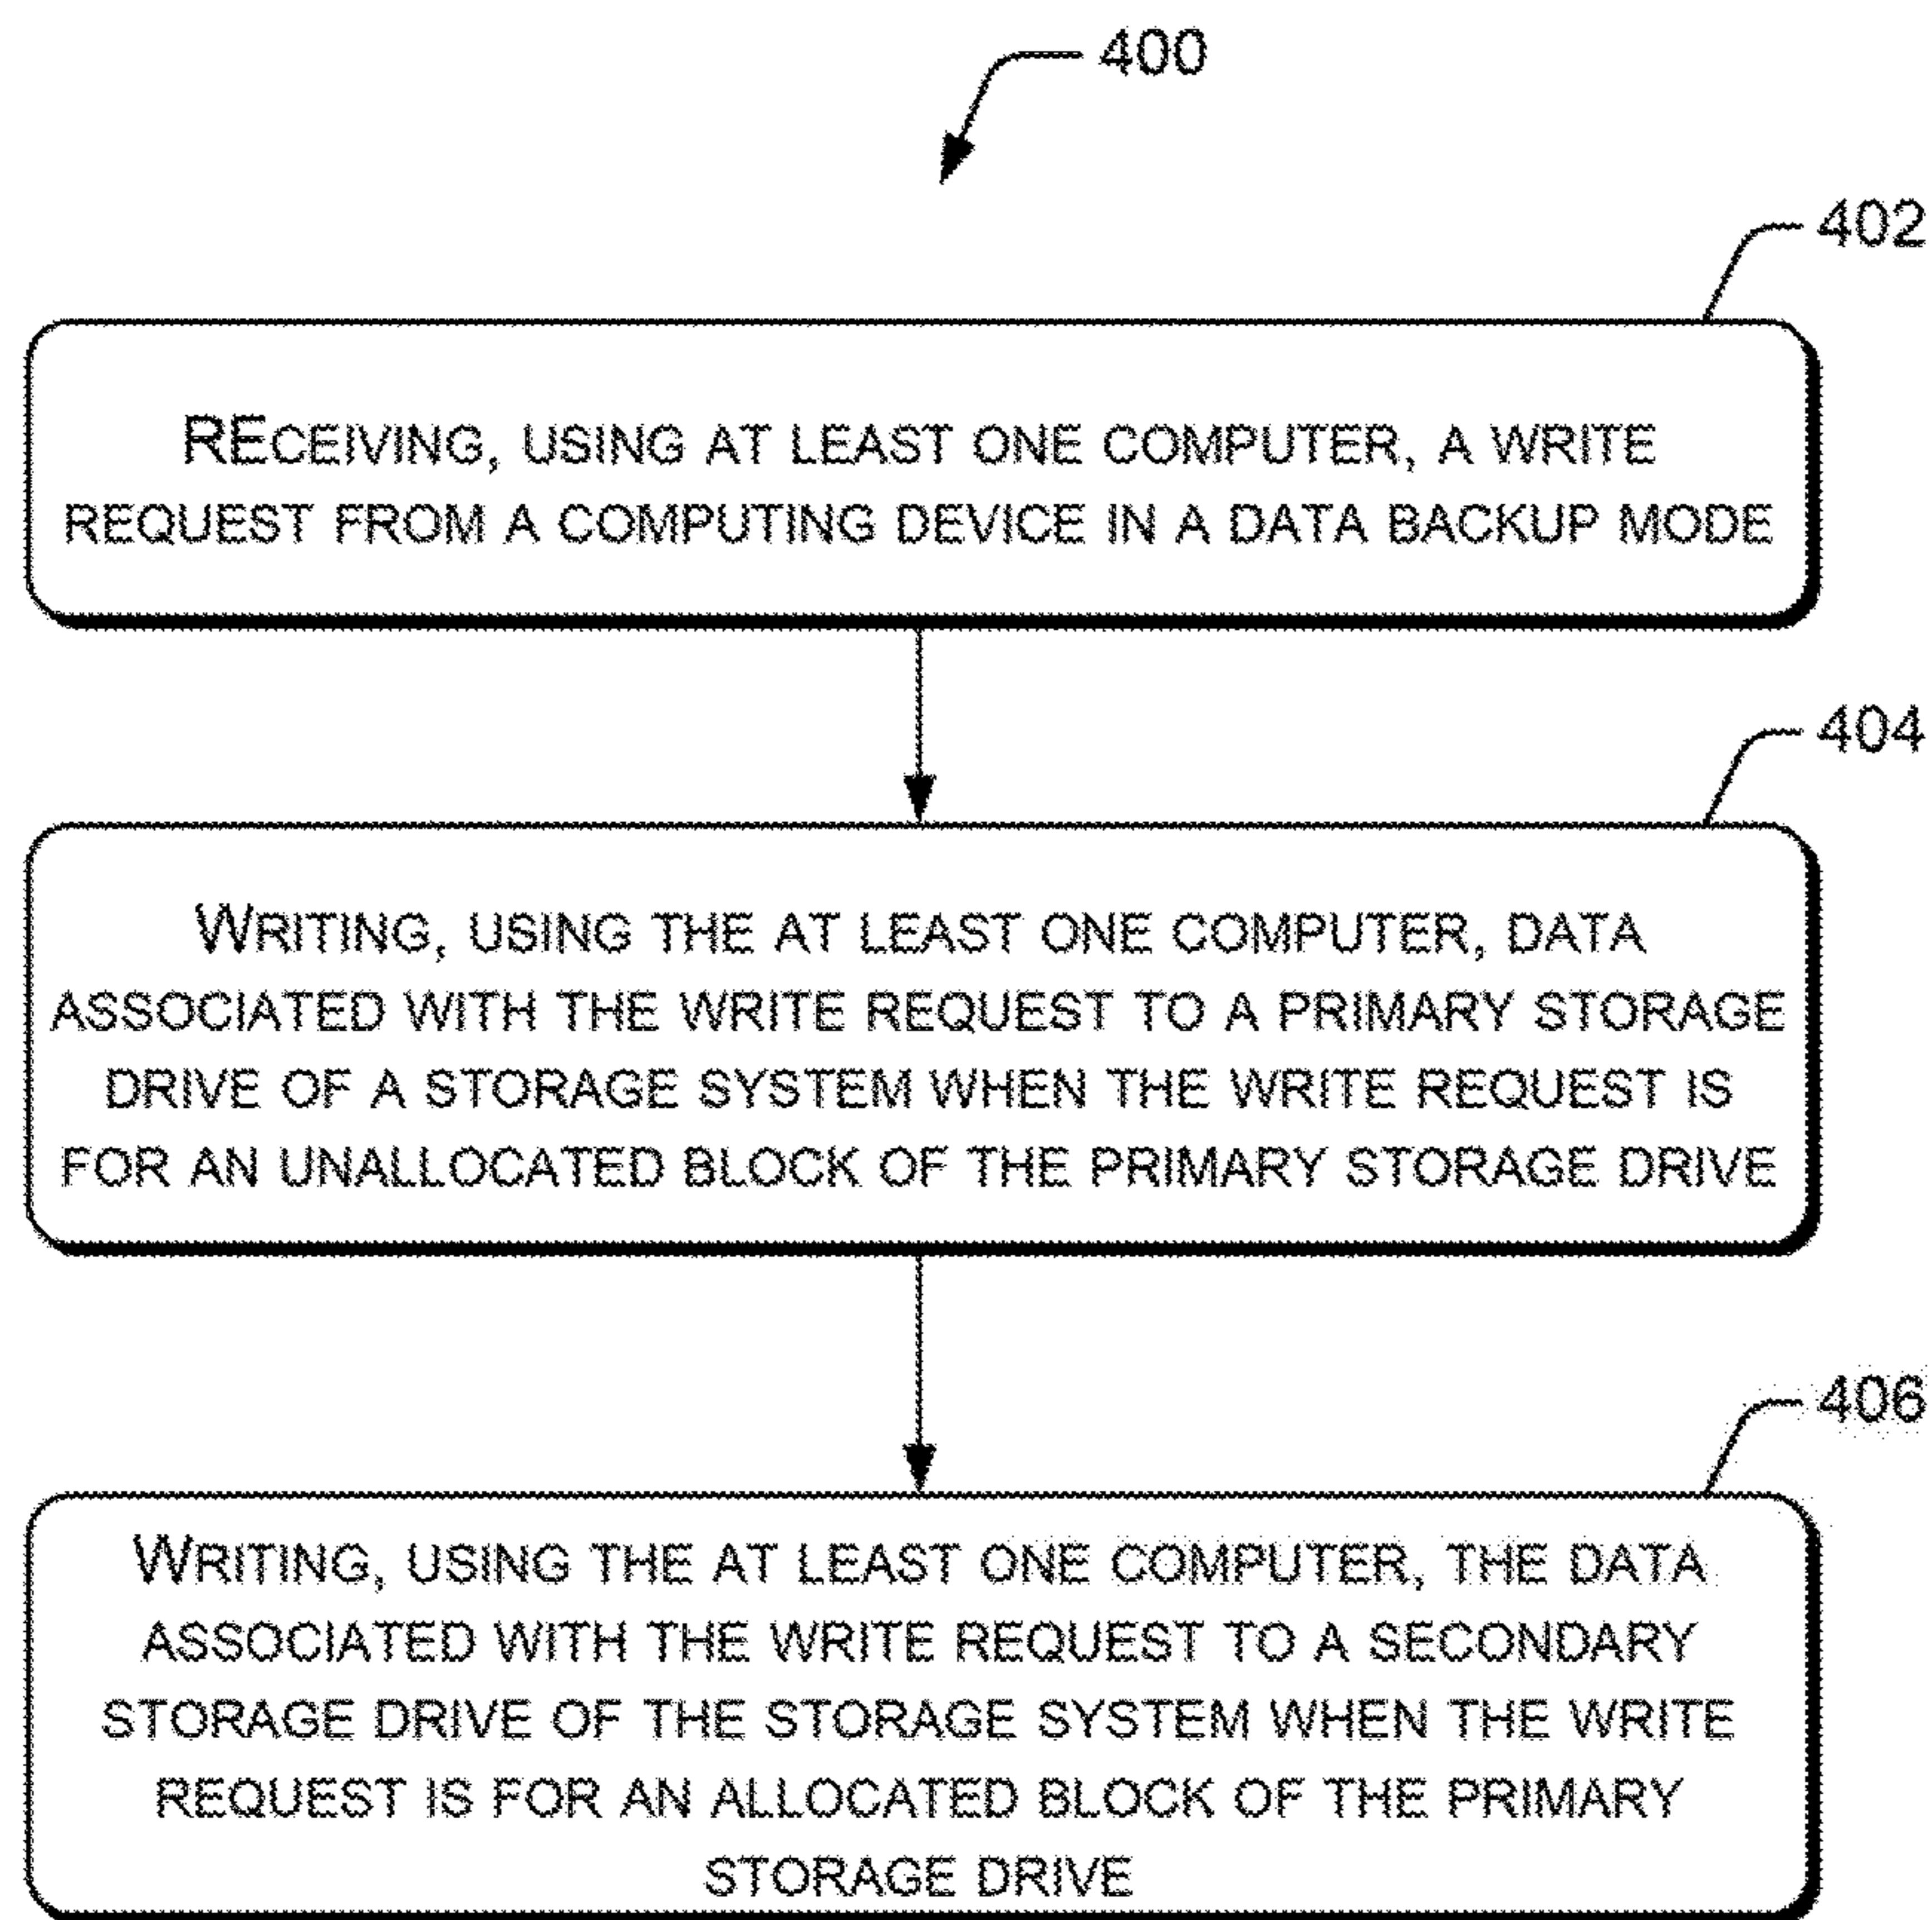 400
402
RECEIVING, USING AT LEAST ONE COMPUTER, A WRITE
REQUEST FROM A COMPUTING DEVICE IN A DATA BACKUP MODE
404
WRITING, USING THE AT LEAST ONE COMPUTER, DATA
ASSOCIATED WITH THE WRITE REQUEST TO A PRIMARY STORAGE
DRIVE OF A STORAGE SYSTEM WHEN THE WRITE REQUEST IS
FOR AN UNALLOCATED BLOCK OF THE PRIMARY STORAGE DRIVE
406
WRITING, USING THE AT LEAST ONE COMPUTER, THE DATA
ASSOCIATED WITH THE WRITE REQUEST TO A SECONDARY
STORAGE DRIVE OF THE STORAGE SYSTEM WHEN THE WRITE
REQUEST IS FOR AN ALLOCATED BLOCK OF THE PRIMARY
STORAGE DRIVE